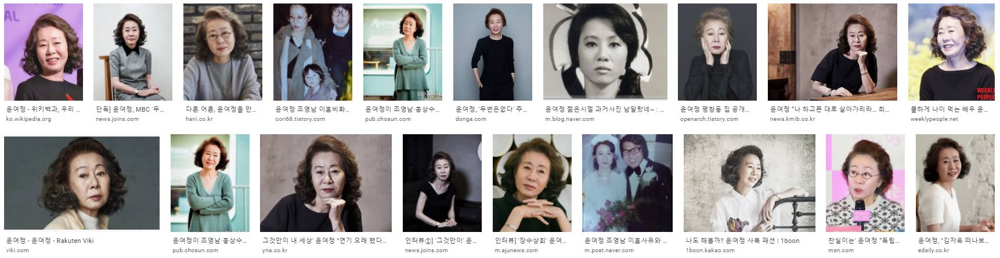 AL
Retrona
여성조선
WEEKLY
PEOPLE
윤여정 - 위키백과, 우리 ...
ko.wikipedia.org
단독] 윤여정, MBC '두...
news.joins.com
다른 어른, 윤여정을 만...
hani.co.kr
윤여정 조영남 이혼비화...
cori68.tistory.com
윤여정이 조영남·홍상수...
pub.chosun.com
윤여정, '두번은없다' 주...
donga.com
윤여정 젊은시절 과거사진 남달랐네~ : ...
m.blog.naver.com
윤여정 평창동 집 공개...
openarch.tistory.com
윤여정 “나 하고픈 대로 살아가리라... 최...
news.kmib.co.kr
쿨하게 나이 먹는 배우 윤...
weeklypeople.net
윤여정 - 윤여정 - Rakuten Viki
viki.com
윤여정이 조영남·홍상수...
pub.chosun.com
그것만이 내 세상' 윤여정 "연기 오래 했다...
yna.co.kr
인터뷰①] '그것만이' 윤...
news.joins.com
인터뷰] '장수상회' 윤여...
m.ajunews.com
윤여정 조영남 이혼사유와 ...
m.post.naver.com
나도 해볼까? 윤여정 사복 패션 | 1boon
1boon.kakao.com
찬실이는' 윤여정 “독립...
msn.com
윤여정, "김자옥 떠나보...
edaily.co.kr